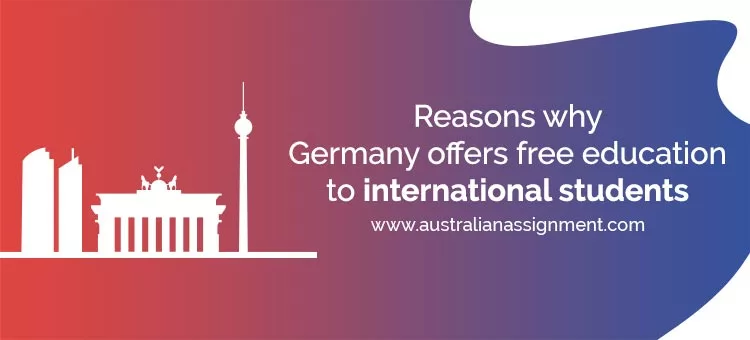 Reasons why
Germany offers free education
to international students
www.australianassignment.com